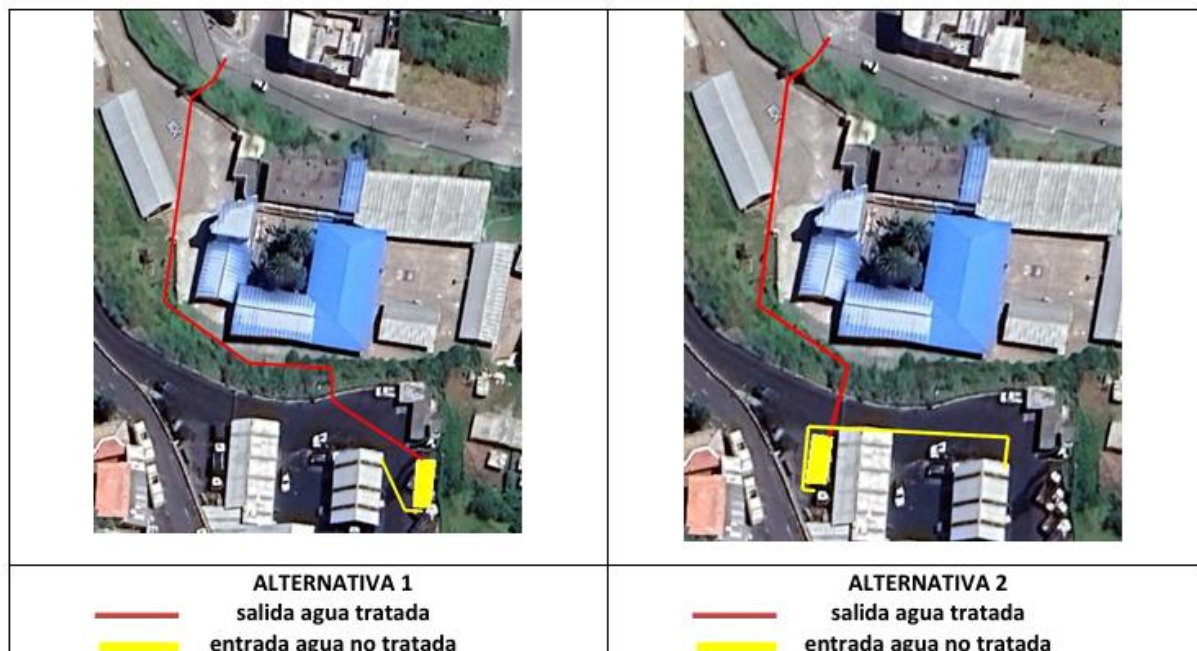 ALTERNATIVA 1
salida agua tratada
entrada agua no tratada
ALTERNATIVA 2
salida agua tratada
entrada agua no tratada